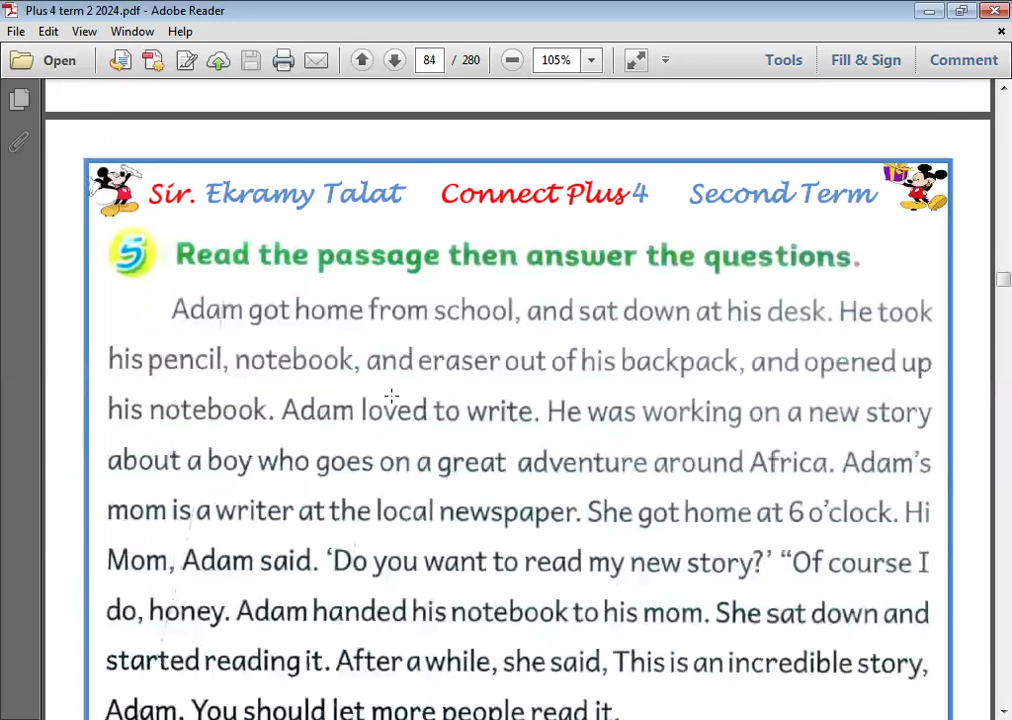 Plus 4 term 2 2024.pdf - Adobe Reader
File Edit View Window Help
Open 84 / 280 105% Tools Fill & Sign Comment
Sir. Ekramy Talat Connect Plus 4 Second Term
5 Read the passage then answer the questions.
Adam got home from school, and sat down at his desk. He took
his pencil, notebook, and eraser out of his backpack, and opened up
his notebook. Adam loved to write. He was working on a new story
about a boy who goes on a great adventure around Africa. Adam's
mom is a writer at the local newspaper. She got home at 6 o'clock. Hi
Mom, Adam said. 'Do you want to read my new story?' "Of course I
do, honey. Adam handed his notebook to his mom. She sat down and
started reading it. After a while, she said, This is an incredible story,
Adam. You should let more people read it.